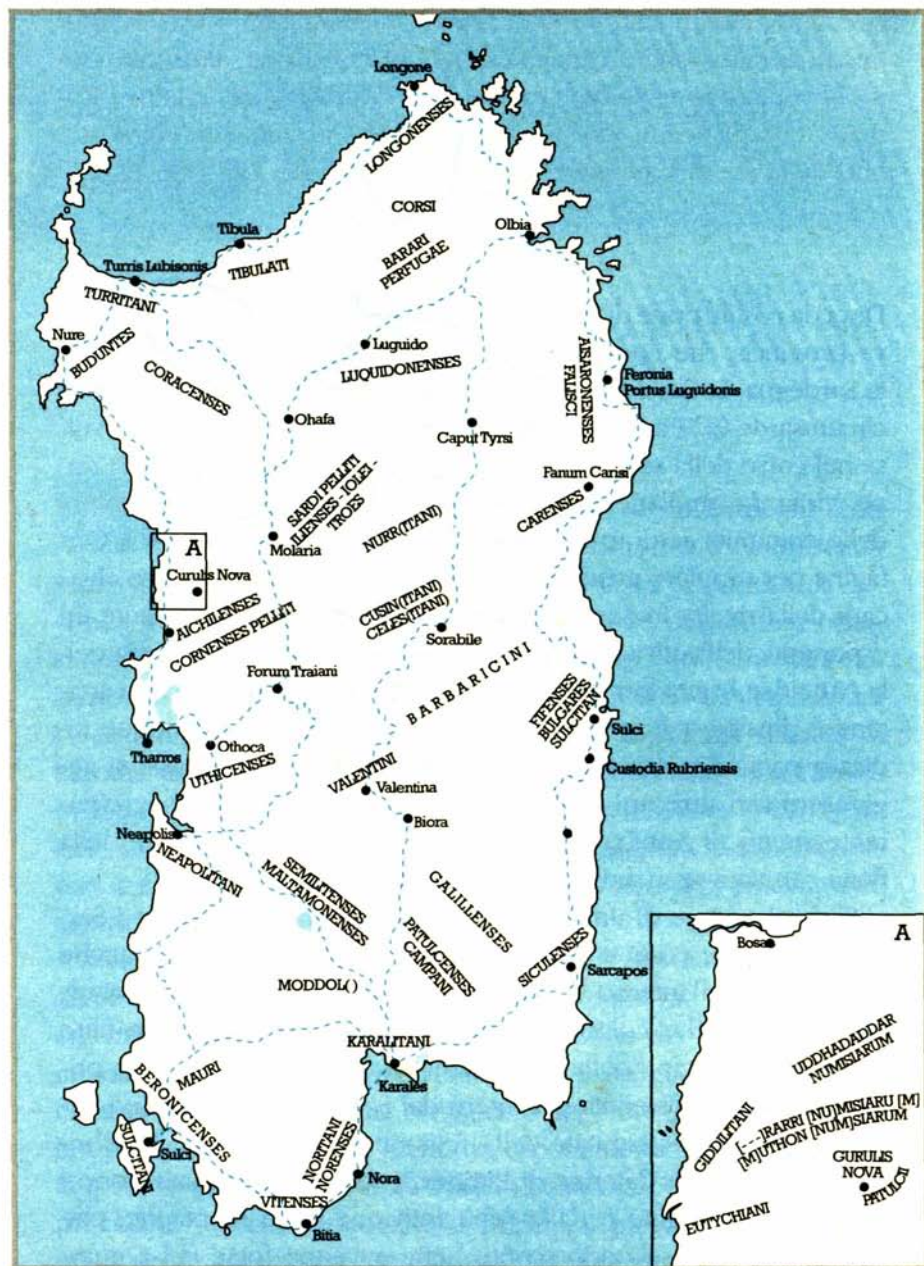 Longone
LONGONENSES
CORSI
Olbia
Tibula
BARARI
PERFUGAE
TIBULATI
Turris Lubisonis
TURRITANI
Nure
BUDUNTES
Luguido
LUQUIDONENSES
AISARONENSES
FALISCI
CORACENSES
Feronia
Portus Luguidonis
Ohafa
Caput Tyrsi
Fanum Carisi
CARENSES
SARDI PELLITI
ILIENSES - IOLEI -
TROES
NURR(ITANI)
Molaria
A
Curulis Nova
AICHILENSES
CORNENSES PELLITI
CUSIN(ITANI)
CELES(ITANI)
Sorabile
Forum Traiani
BARBARICINI
FIFENSES
BULGARES
SULCITAN
Sulci
Tharros
Othoca
UTHICENSES
Custodia Rubriensis
VALENTINI
Valentina
Biora
Neapolis
NEAPOLITANI
SEMILITENSES
MALTAMONENSES
GALILLENSES
PATULCENSES
CAMPANI
SICULENSES
Sarcapos
MODDOL( )
KARALITANI
Karales
MAURI
BERONICENSES
SULCITANI
Sulci
NORITANI
NORENSES
Nora
VITENSES
Bitia
A
Bosa
UDDHADADDAR
NUMISIARUM
GIDDILITANI
[---]RARRI [NU]MISIARU [M]
[M]UTHON [NUM]SIARUM
GURULIS
NOVA
PATULCII
EUTYCHIANI